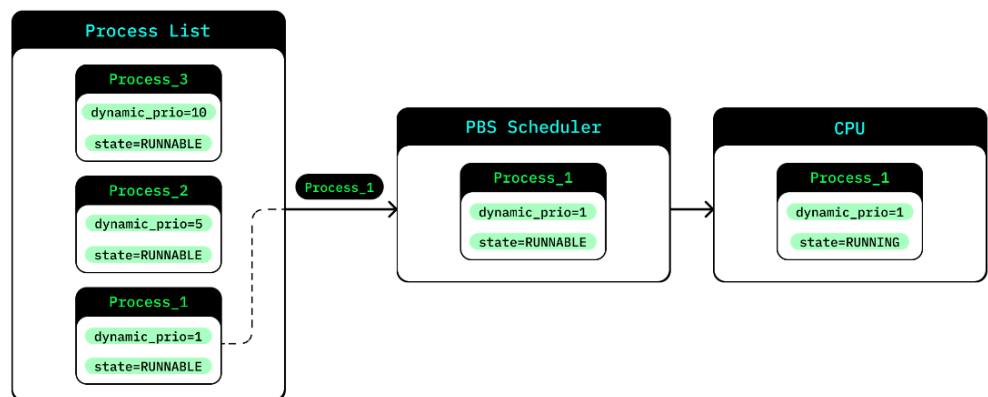 Process List
Process_3
dynamic_prio=10
state=RUNNABLE
Process_2
dynamic_prio=5
state=RUNNABLE
Process_1
dynamic_prio=1
state=RUNNABLE
Process_1
PBS Scheduler
Process_1
dynamic_prio=1
state=RUNNABLE
CPU
Process_1
dynamic_prio=1
state=RUNNING